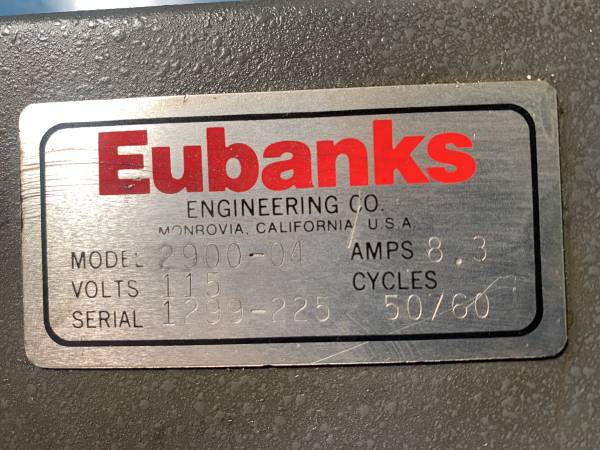 Eubanks
ENGINEERING CO.
MONROVIA, CALIFORNIA, U.S.A.
MODEL 2900-04 AMPS 8.3
VOLTS 115 CYCLES
SERIAL 1299-225 50/60